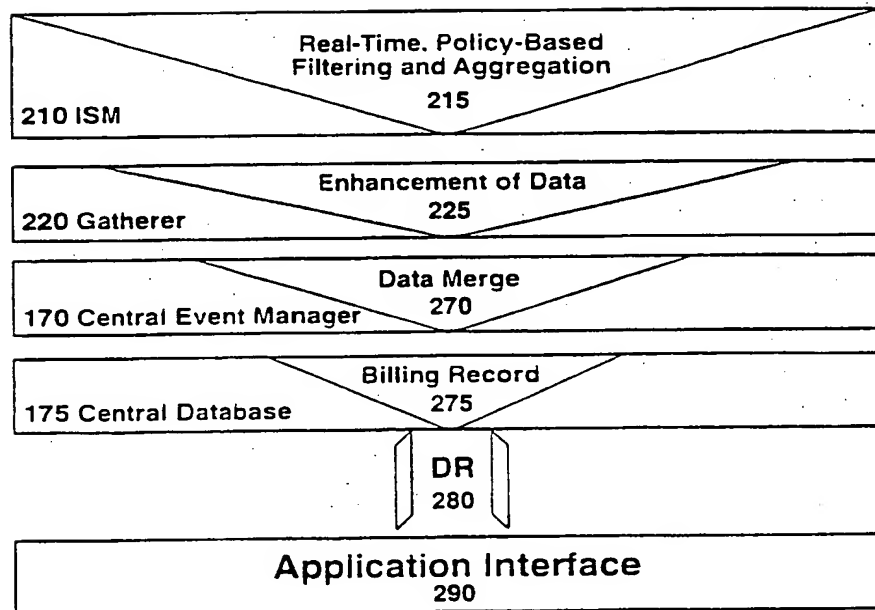 Real-Time. Policy-Based
Filtering and Aggregation
215
210 ISM
Enhancement of Data
225
220 Gatherer
Data Merge
270
170 Central Event Manager
Billing Record
275
175 Central Database
DR
280
Application Interface
290